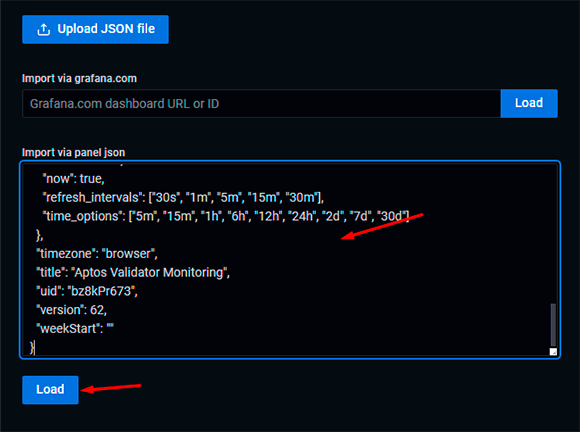 Upload JSON file
Import via grafana.com
Grafana.com dashboard URL or ID
Load
Import via panel json
"now": true,
"refresh_intervals": ["30s", "1m", "5m", "15m", "30m"],
"time_options": ["5m", "15m", "1h", "6h", "12h", "24h", "2d", "7d", "30d"]
},
"timezone": "browser",
"title": "Aptos Validator Monitoring",
"uid": "bz8kPr673",
"version": 62,
"weekStart": ""
}
Load